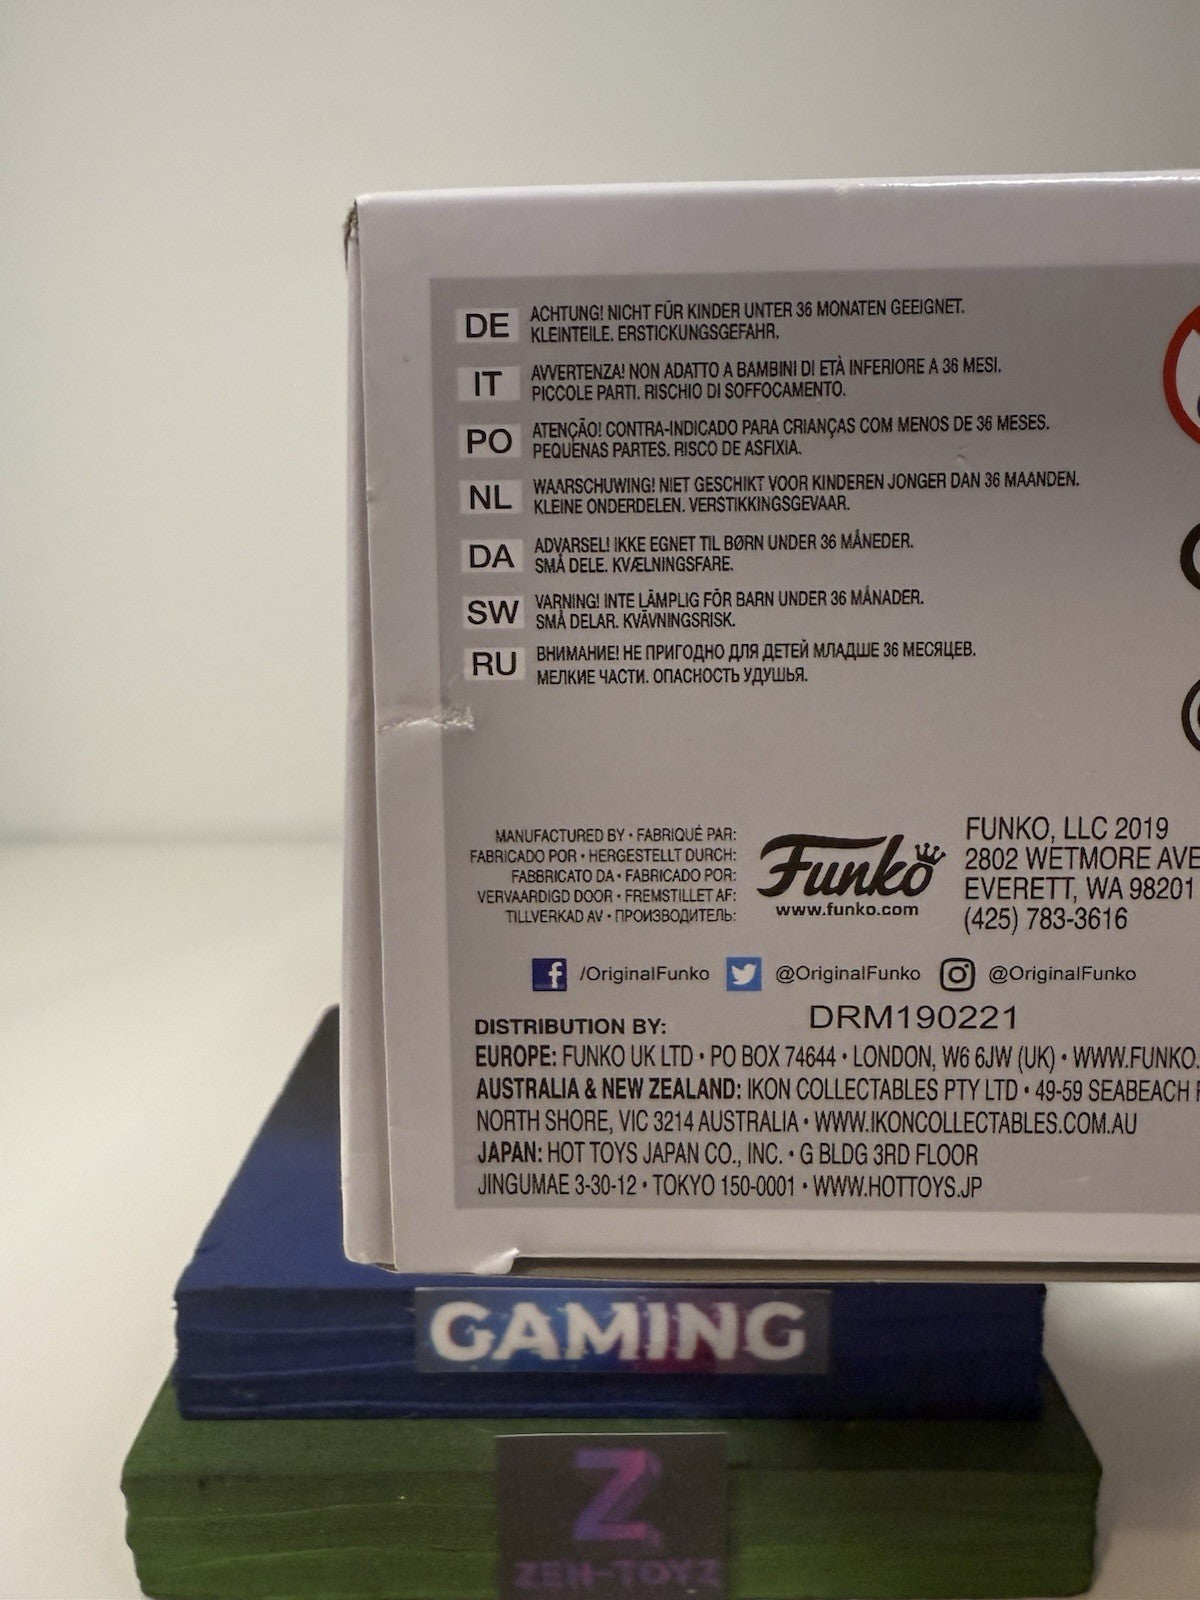 DE ACHTUNG! NICHT FÜR KINDER UNTER 36 MONATEN GEEIGNET.
KLEINTEILE. ERSTICKUNGSGEFAHR.
IT AVVERTENZA! NON ADATTO A BAMBINI DI ETÀ INFERIORE A 36 MESI.
PICCOLE PARTI. RISCHIO DI SOFFOCAMENTO.
PO ATENÇÃO! CONTRA-INDICADO PARA CRIANÇAS COM MENOS DE 36 MESES.
PEQUENAS PARTES. RISCO DE ASFIXIA.
NL WAARSCHUWING! NIET GESCHIKT VOOR KINDEREN JONGER DAN 36 MAANDEN.
KLEINE ONDERDELEN. VERSTIKKINGSGEVAAR.
DA ADVARSEL! IKKE EGNET TIL BØRN UNDER 36 MÅNEDER.
SMÅ DELE. KVÆLNINGSFARE.
SW VARNING! INTE LÄMPLIG FÖR BARN UNDER 36 MÅNADER.
SMÅ DELAR. KVÄVNINGSRISK.
RU ВНИМАНИЕ! НЕ ПРИГОДНО ДЛЯ ДЕТЕЙ МЛАДШЕ 36 МЕСЯЦЕВ.
МЕЛКИЕ ЧАСТИ. ОПАСНОСТЬ УДУШЬЯ.
MANUFACTURED BY • FABRIQUÉ PAR:
FABRICADO POR • HERGESTELLT DURCH:
FABBRICATO DA • FABRICADO POR:
VERVAARDIGD DOOR • FREMSTILLET AF:
TILLVERKAD AV • ПРОИЗВОДИТЕЛЬ:
Funko
www.funko.com
FUNKO, LLC 2019
2802 WETMORE AVE
EVERETT, WA 98201
(425) 783-3616
/OriginalFunko @OriginalFunko @OriginalFunko
DRM190221
DISTRIBUTION BY:
EUROPE: FUNKO UK LTD • PO BOX 74644 • LONDON, W6 6JW (UK) • WWW.FUNKO.
AUSTRALIA & NEW ZEALAND: IKON COLLECTABLES PTY LTD • 49-59 SEABEACH
NORTH SHORE, VIC 3214 AUSTRALIA • WWW.IKONCOLLECTABLES.COM.AU
JAPAN: HOT TOYS JAPAN CO., INC. • G BLDG 3RD FLOOR
JINGUMAE 3-30-12 • TOKYO 150-0001 • WWW.HOTTOYS.JP
GAMING
Z
ZEH-TOYZ